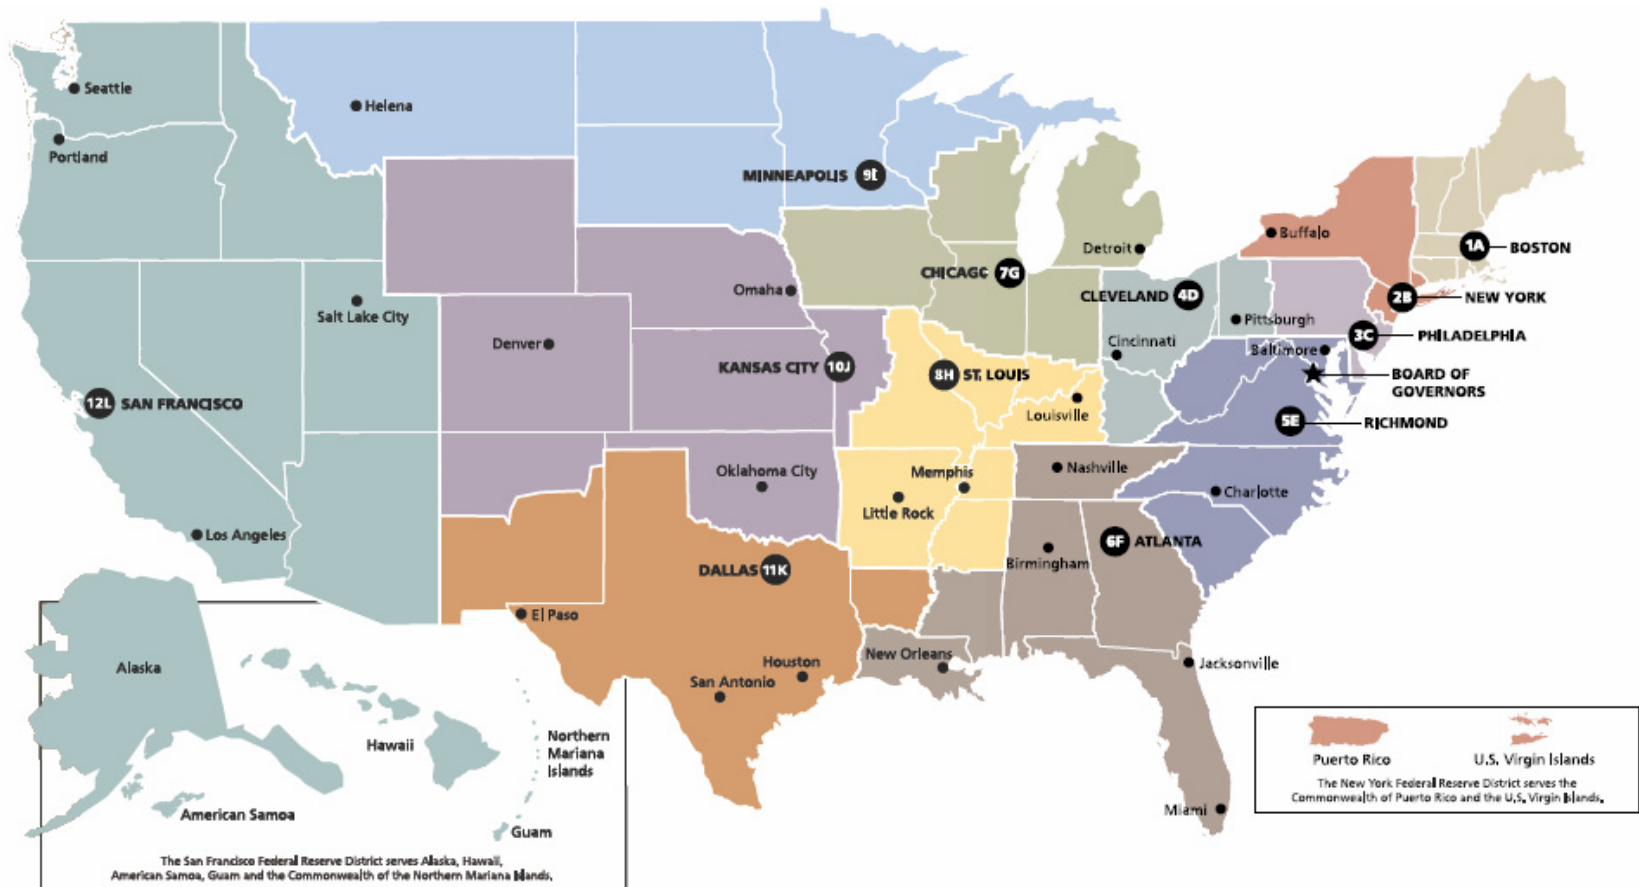 Seattle
Portland
Helena
MINNEAPOLIS 9I
Buffalo
1A BOSTON
Detroit
CHICAGO 7G
CLEVELAND 4D
2B NEW YORK
Omaha
Salt Lake City
Pittsburgh
3C PHILADELPHIA
Denver
Cincinnati
Baltimore
KANSAS CITY 10J
8H ST. LOUIS
BOARD OF
GOVERNORS
12L SAN FRANCISCO
Louisville
5E RICHMOND
Oklahoma City
Memphis
Nashville
Charlotte
Little Rock
Los Angeles
6F ATLANTA
Birmingham
DALLAS 11K
El Paso
Alaska
New Orleans
Jacksonville
Houston
San Antonio
Hawaii
Northern
Mariana
Islands
American Samoa
Guam
Miami
Puerto Rico
U.S. Virgin Islands
The New York Federal Reserve District serves the
Commonwealth of Puerto Rico and the U.S. Virgin Islands.
The San Francisco Federal Reserve District serves Alaska, Hawaii,
American Samoa, Guam and the Commonwealth of the Northern Mariana Islands.